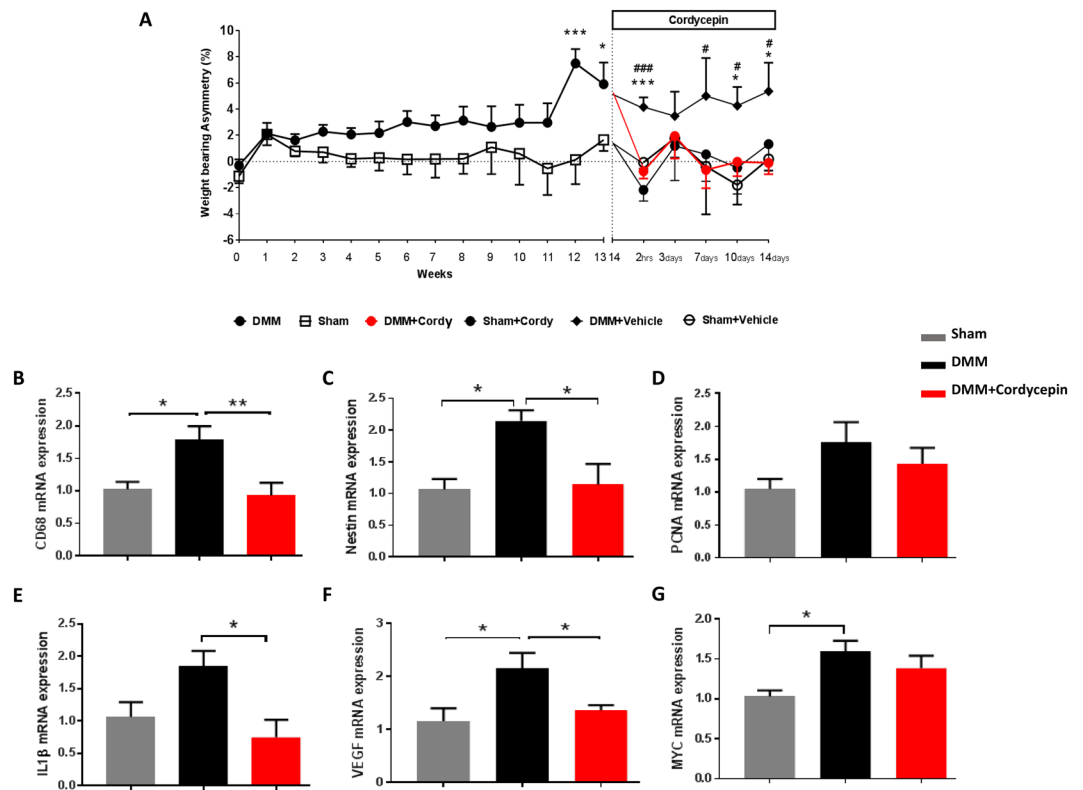 A
Cordycepin
Weight bearing Asymmetry (%)
10
8
6
4
2
0
-2
-4
-6
*** * ### *** # # * # *
0 1 2 3 4 5 6 7 8 9 10 11 12 13 14 2hrs 3days 7days 10days 14days
Weeks
DMM Sham DMM+Cordy Sham+Cordy DMM+Vehicle Sham+Vehicle
Sham
DMM
DMM+Cordycepin
B
CD68 mRNA expression
2.5
2.0
1.5
1.0
0.5
0.0
* **
C
Nestin mRNA expression
2.5
2.0
1.5
1.0
0.5
0.0
* *
D
PCNA mRNA expression
2.5
2.0
1.5
1.0
0.5
0.0
E
IL1β mRNA expression
2.5
2.0
1.5
1.0
0.5
0.0
*
F
VEGF mRNA expression
3
2
1
0
* *
G
MYC mRNA expression
2.0
1.5
1.0
0.5
0.0
*